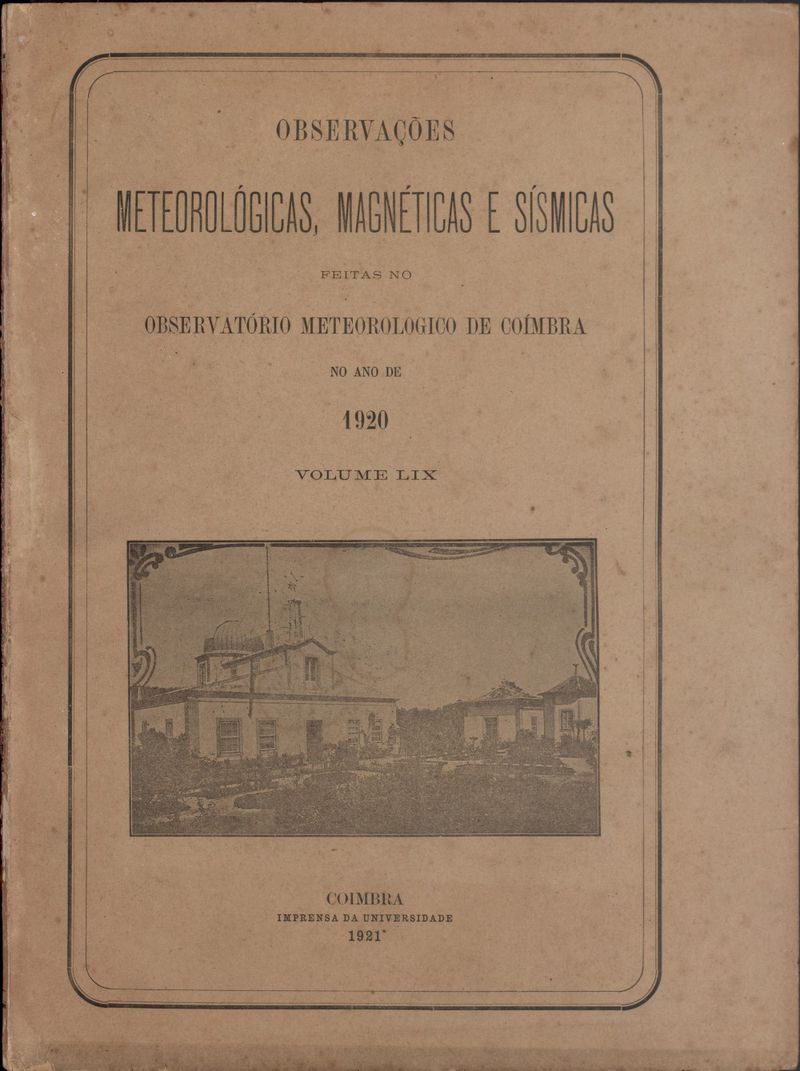 OBSERVAÇÕES
METEOROLÓGICAS, MAGNÉTICAS E SÍSMICAS
FEITAS NO
OBSERVATÓRIO METEOROLOGICO DE COÍMBRA
NO ANO DE
1920
VOLUME LIX
COIMBRA
IMPRENSA DA UNIVERSIDADE
1921